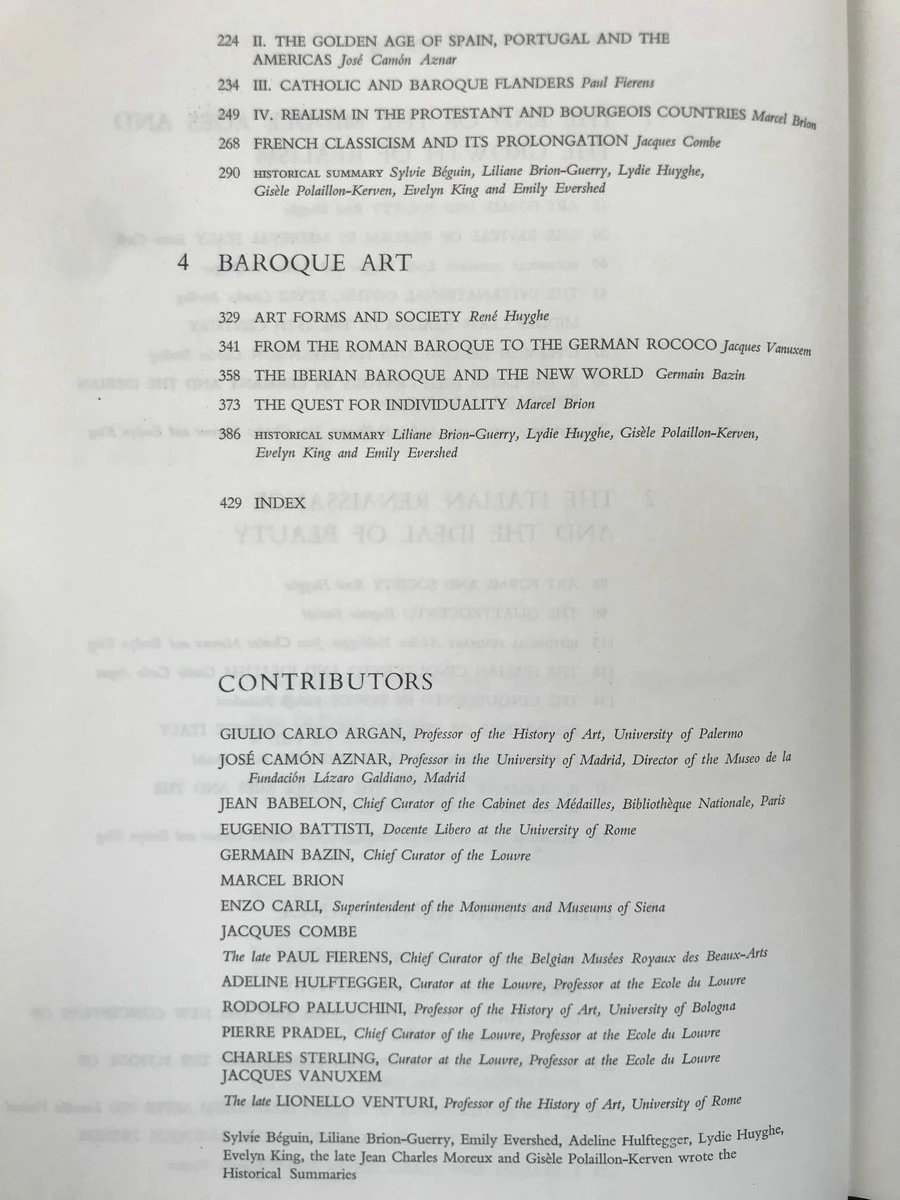 224 II. THE GOLDEN AGE OF SPAIN, PORTUGAL AND THE
AMERICAS José Camón Aznar
234 III. CATHOLIC AND BAROQUE FLANDERS Paul Fierens
249 IV. REALISM IN THE PROTESTANT AND BOURGEOIS COUNTRIES Marcel Brion
268 FRENCH CLASSICISM AND ITS PROLONGATION Jacques Combe
290 HISTORICAL SUMMARY Sylvie Béguin, Liliane Brion-Guerry, Lydie Huyghe,
Gisèle Polaillon-Kerven, Evelyn King and Emily Evershed
4 BAROQUE ART
329 ART FORMS AND SOCIETY René Huyghe
341 FROM THE ROMAN BAROQUE TO THE GERMAN ROCOCO Jacques Vanuxem
358 THE IBERIAN BAROQUE AND THE NEW WORLD Germain Bazin
373 THE QUEST FOR INDIVIDUALITY Marcel Brion
386 HISTORICAL SUMMARY Liliane Brion-Guerry, Lydie Huyghe, Gisèle Polaillon-Kerven,
Evelyn King and Emily Evershed
429 INDEX
CONTRIBUTORS
GIULIO CARLO ARGAN, Professor of the History of Art, University of Palermo
JOSÉ CAMÓN AZNAR, Professor in the University of Madrid, Director of the Museo de la
Fundación Lázaro Galdiano, Madrid
JEAN BABELON, Chief Curator of the Cabinet des Médailles, Bibliothèque Nationale, Paris
EUGENIO BATTISTI, Docente Libero at the University of Rome
GERMAIN BAZIN, Chief Curator of the Louvre
MARCEL BRION
ENZO CARLI, Superintendent of the Monuments and Museums of Siena
JACQUES COMBE
The late PAUL FIERENS, Chief Curator of the Belgian Musées Royaux des Beaux-Arts
ADELINE HULFTEGGER, Curator at the Louvre, Professor at the Ecole du Louvre
RODOLFO PALLUCHINI, Professor of the History of Art, University of Bologna
PIERRE PRADEL, Chief Curator of the Louvre, Professor at the Ecole du Louvre
CHARLES STERLING, Curator at the Louvre, Professor at the Ecole du Louvre
JACQUES VANUXEM
The late LIONELLO VENTURI, Professor of the History of Art, University of Rome
Sylvie Béguin, Liliane Brion-Guerry, Emily Evershed, Adeline Hulftegger, Lydie Huyghe,
Evelyn King, the late Jean Charles Moreux and Gisèle Polaillon-Kerven wrote the
Historical Summaries